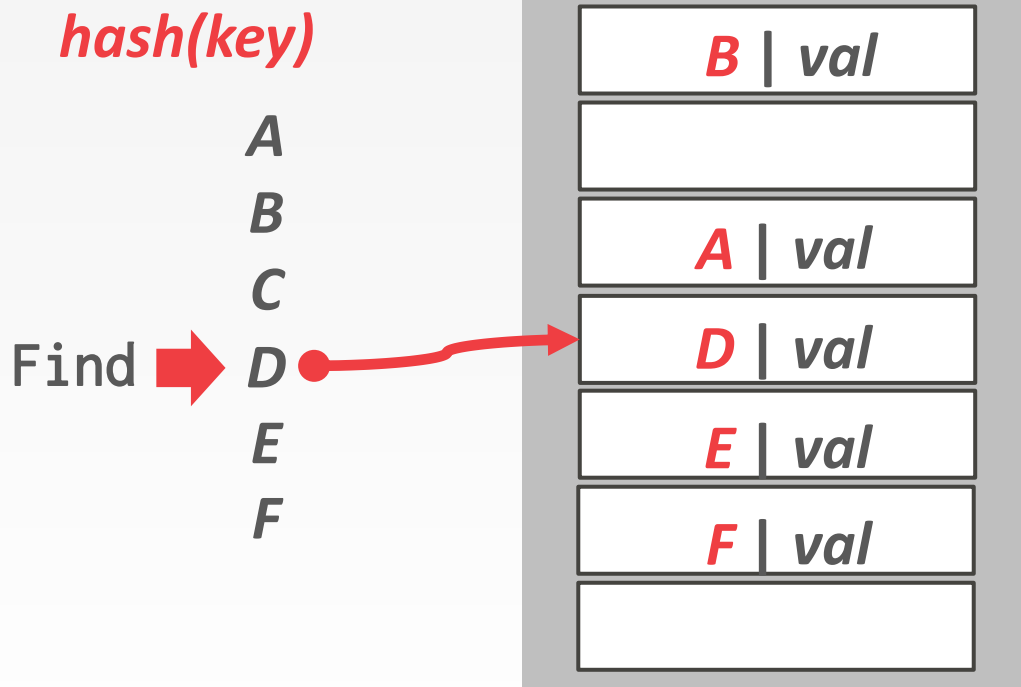 hash(key)
A
B
C
Find D
E
F
B | val
A | val
D | val
E | val
F | val